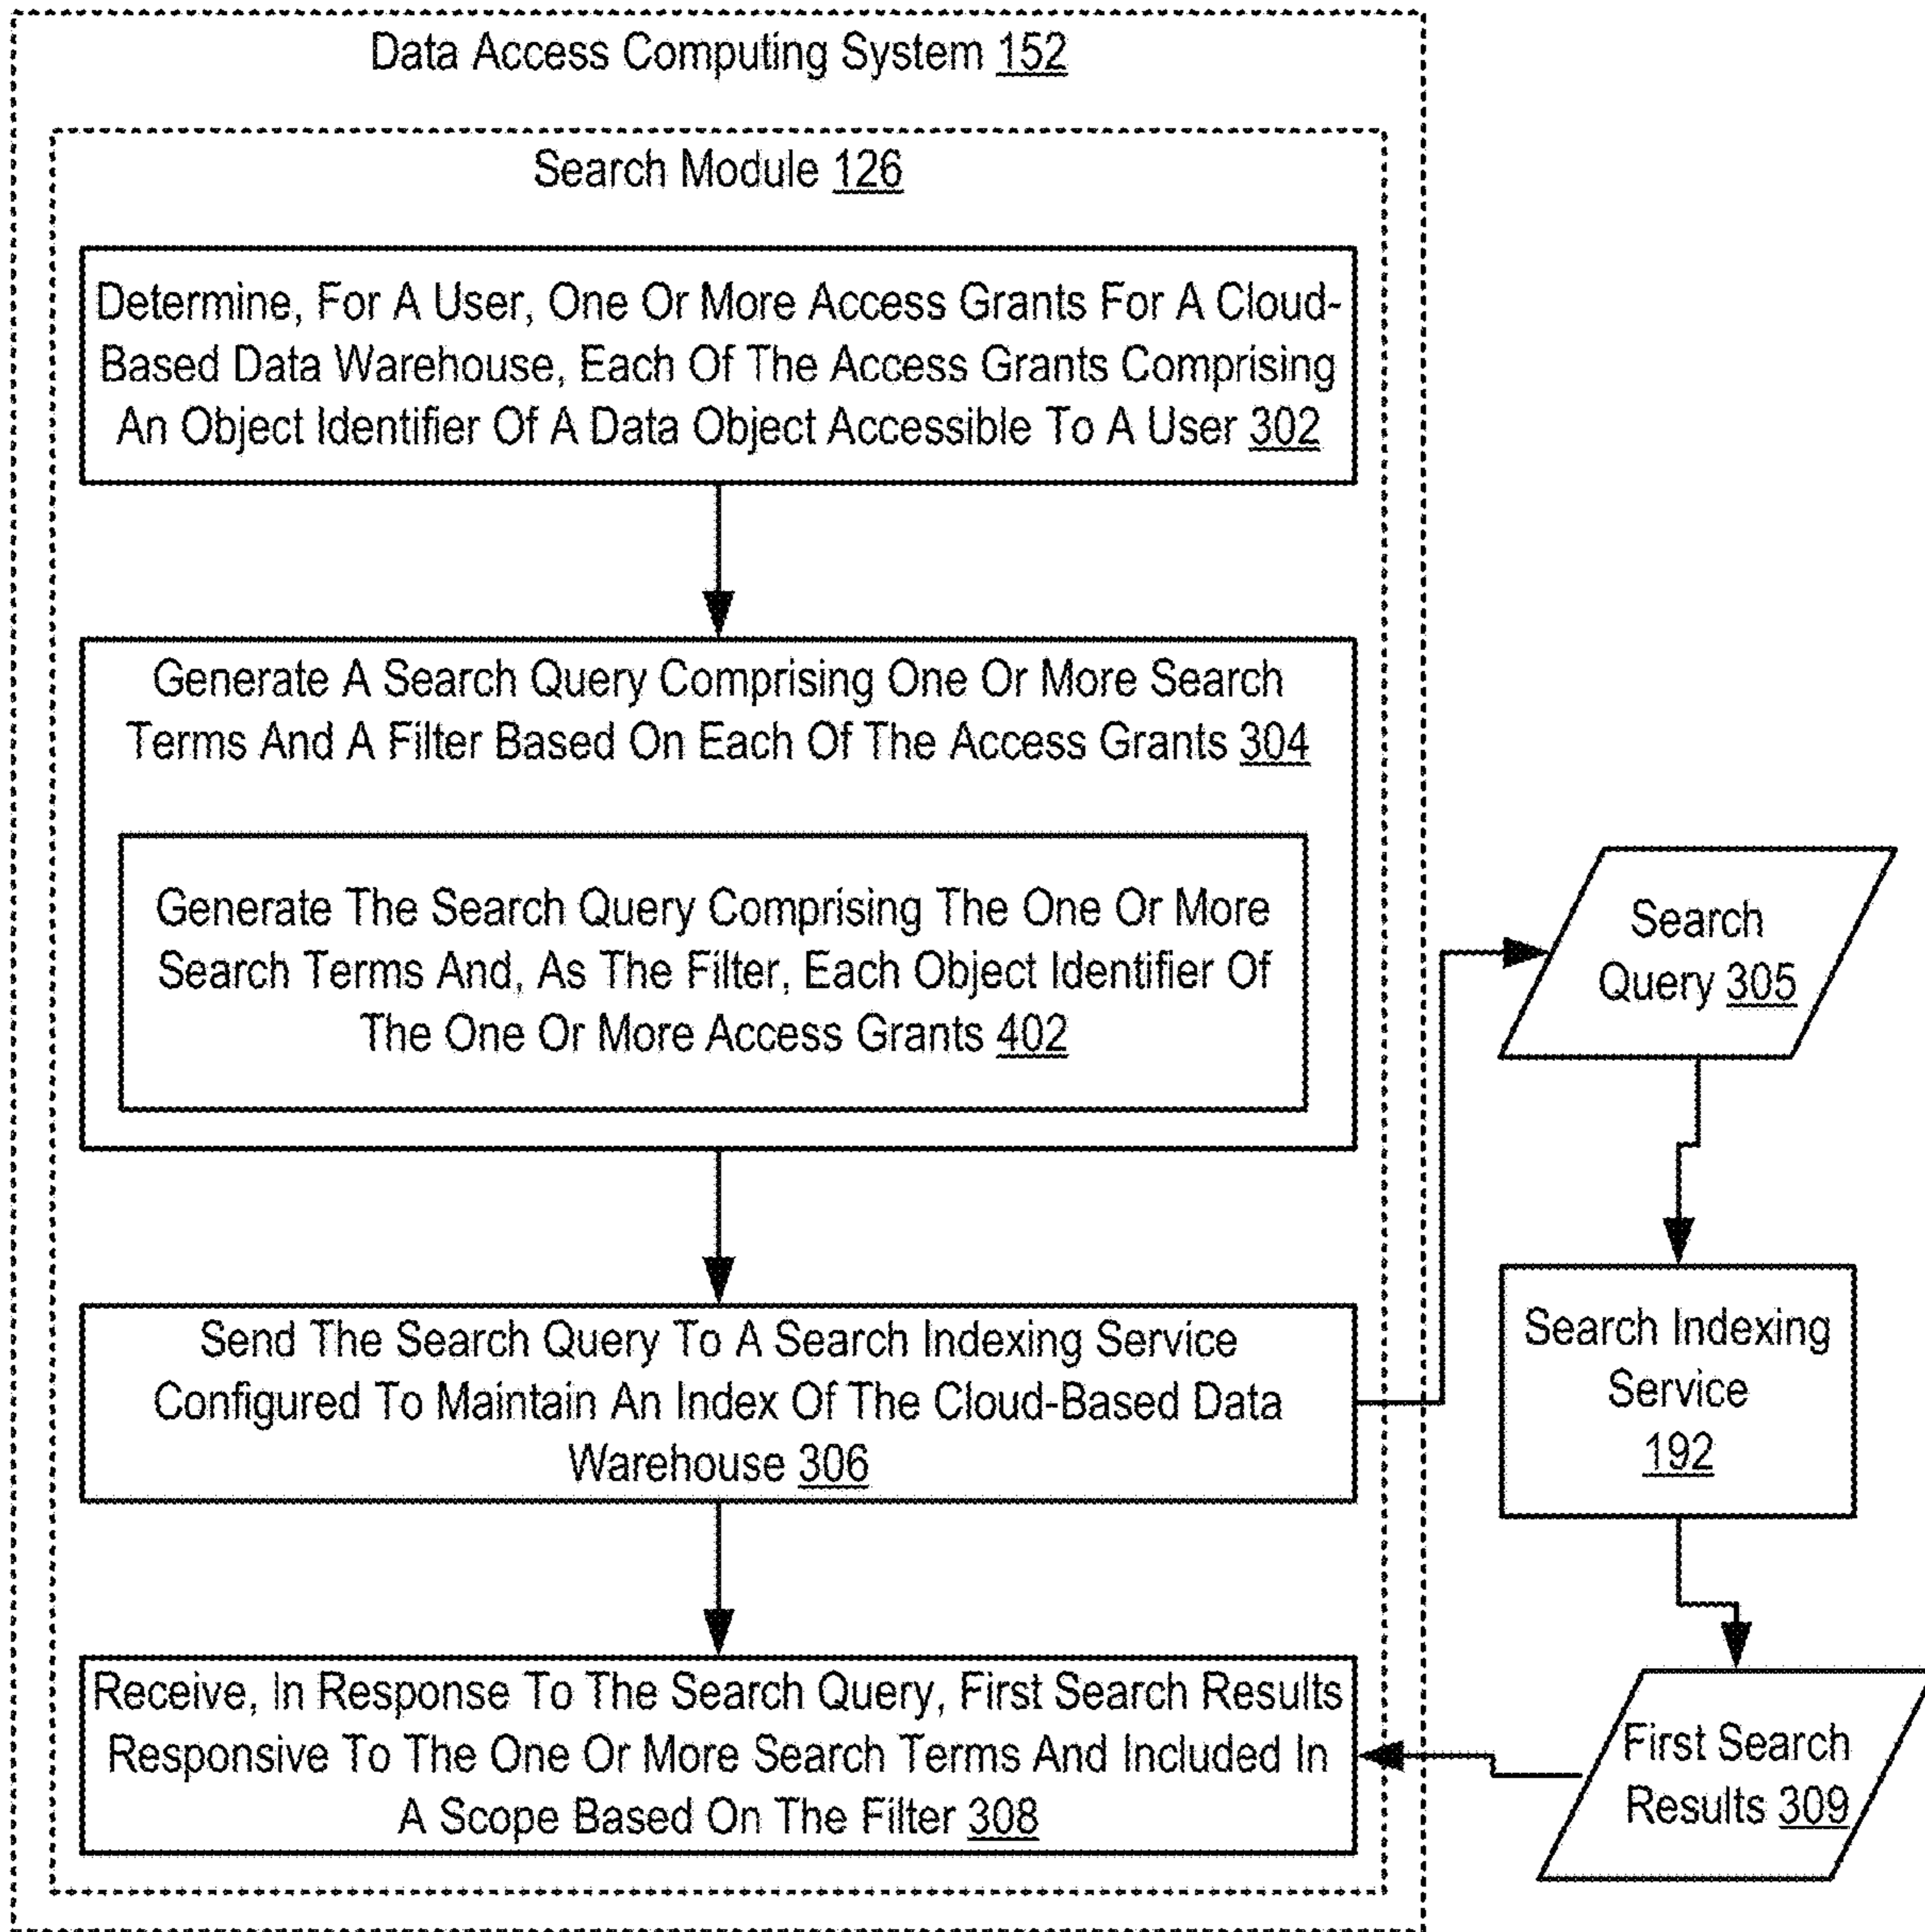 Data Access Computing System 152
Search Module 126
Determine, For A User, One Or More Access Grants For A Cloud-
Based Data Warehouse, Each Of The Access Grants Comprising
An Object Identifier Of A Data Object Accessible To A User 302
Generate A Search Query Comprising One Or More Search
Terms And A Filter Based On Each Of The Access Grants 304
Generate The Search Query Comprising The One Or More
Search Terms And, As The Filter, Each Object Identifier Of
The One Or More Access Grants 402
Send The Search Query To A Search Indexing Service
Configured To Maintain An Index Of The Cloud-Based Data
Warehouse 306
Receive, In Response To The Search Query, First Search Results
Responsive To The One Or More Search Terms And Included In
A Scope Based On The Filter 308
Search
Query 305
Search Indexing
Service
192
First Search
Results 309